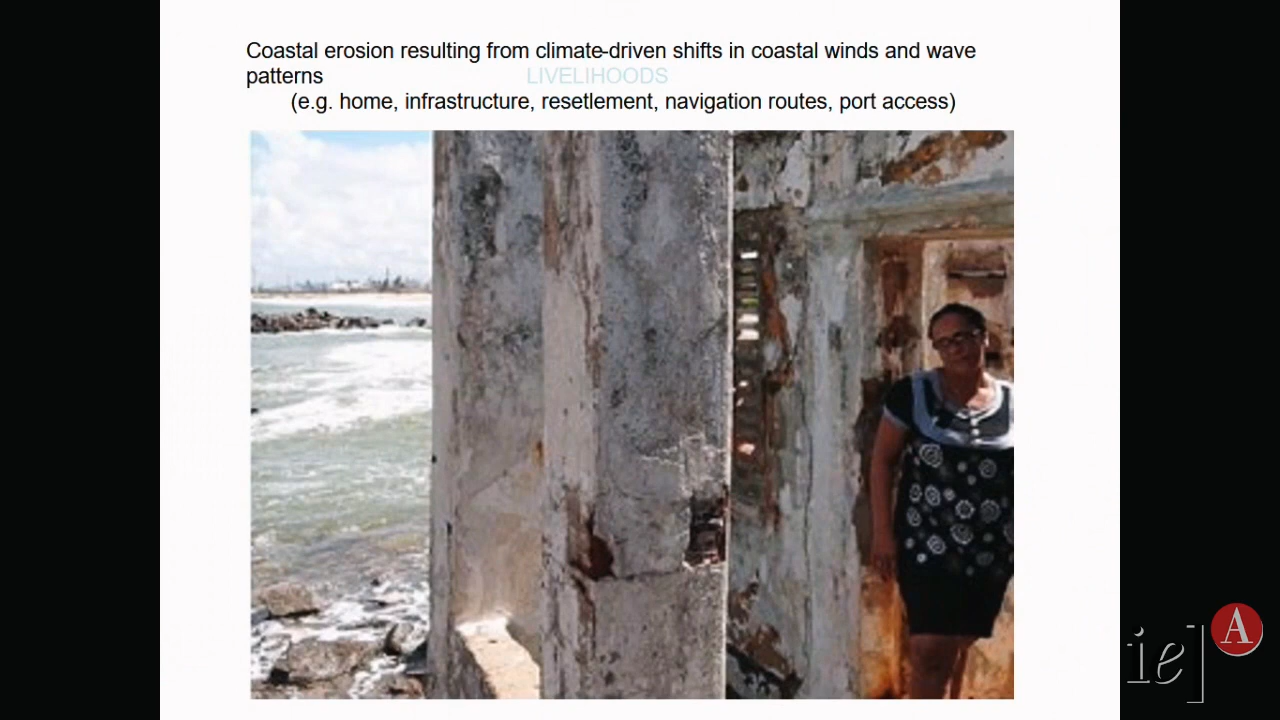 Coastal erosion resulting from climate-driven shifts in coastal winds and wave
patterns
LIVELIHOODS
(e.g. home, infrastructure, resetlement, navigation routes, port access)
ie]
A